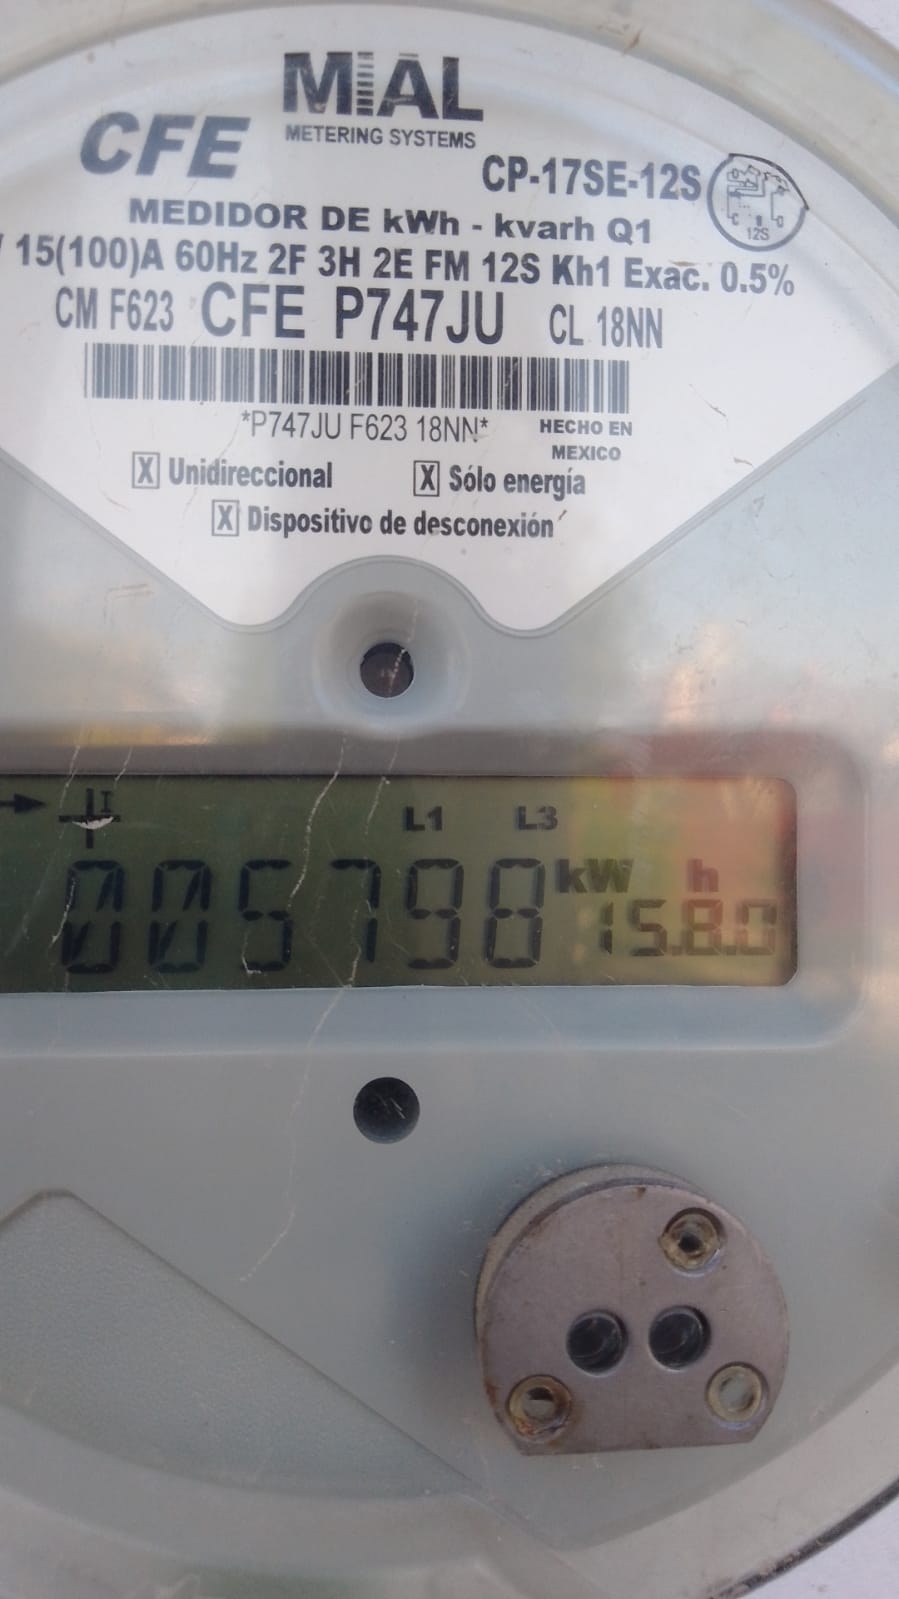 MIAL
METERING SYSTEMS
CFE
CP-17SE-12S
12S
MEDIDOR DE kWh - kvarh Q1
15(100)A 60Hz 2F 3H 2E FM 12S Kh1 Exac. 0.5%
CM F623 CFE P747JU CL 18NN
*P747JU F623 18NN*
HECHO EN
MEXICO
X Unidireccional X Sólo energía
X Dispositivo de desconexión
L1 L3
005798 kW h
15.8.0